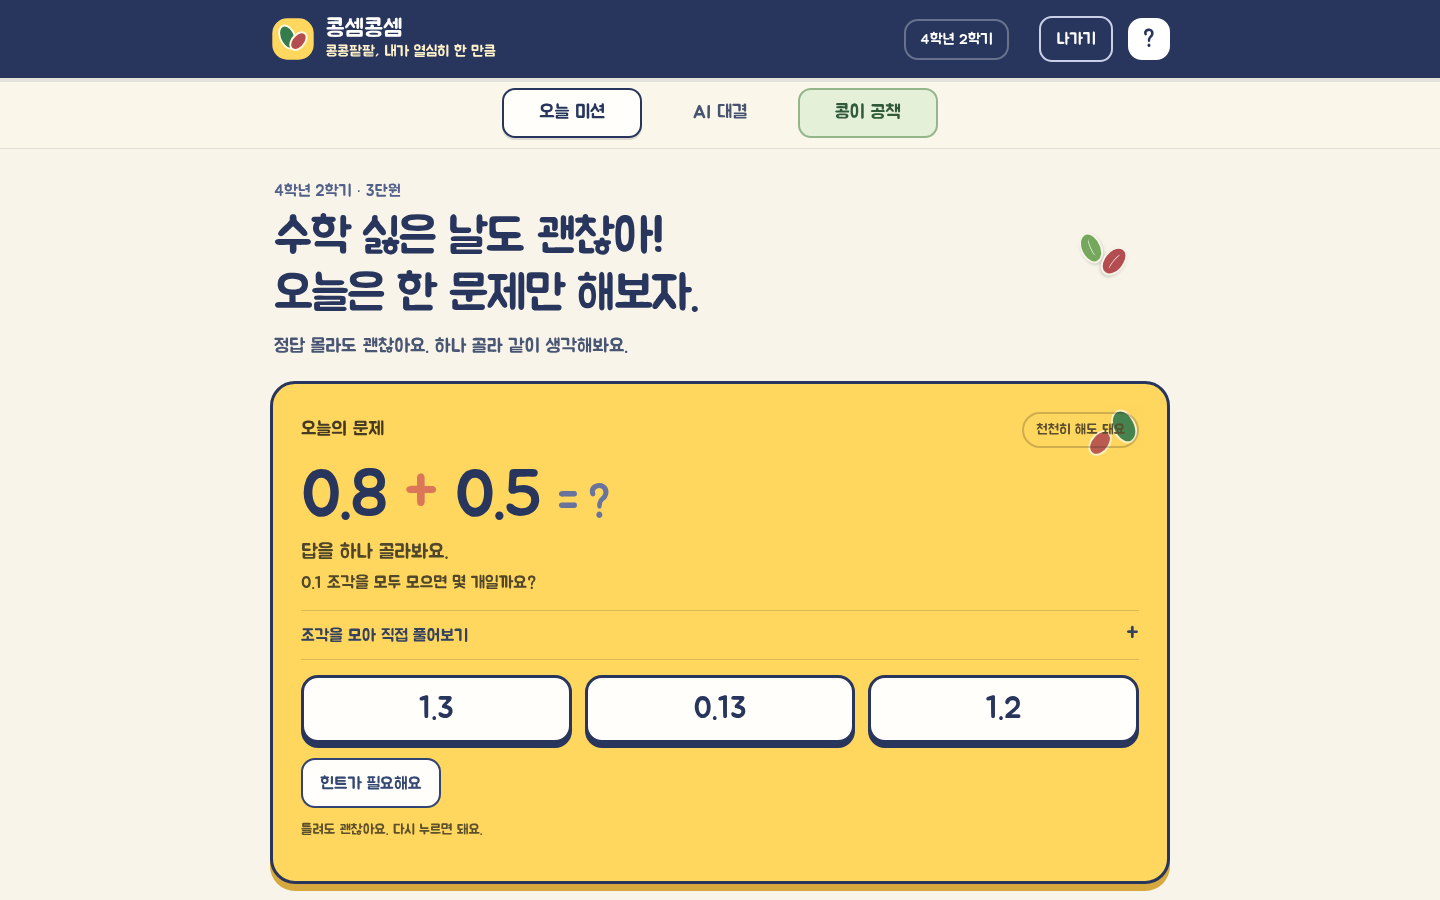 콩셈콩셈
콩콩팥팥, 내가 열심히 한 만큼
4학년 2학기
나가기
?
오늘 미션
AI 대결
콩이 공책
4학년 2학기 · 3단원
수학 싫은 날도 괜찮아!
오늘은 한 문제만 해보자.
정답 몰라도 괜찮아요. 하나 골라 같이 생각해봐요.
오늘의 문제
천천히 해도 돼요
0.8 + 0.5 = ?
답을 하나 골라봐요.
0.1 조각을 모두 모으면 몇 개일까요?
조각을 모아 직접 풀어보기
+
1.3
0.13
1.2
힌트가 필요해요
틀려도 괜찮아요. 다시 누르면 돼요.